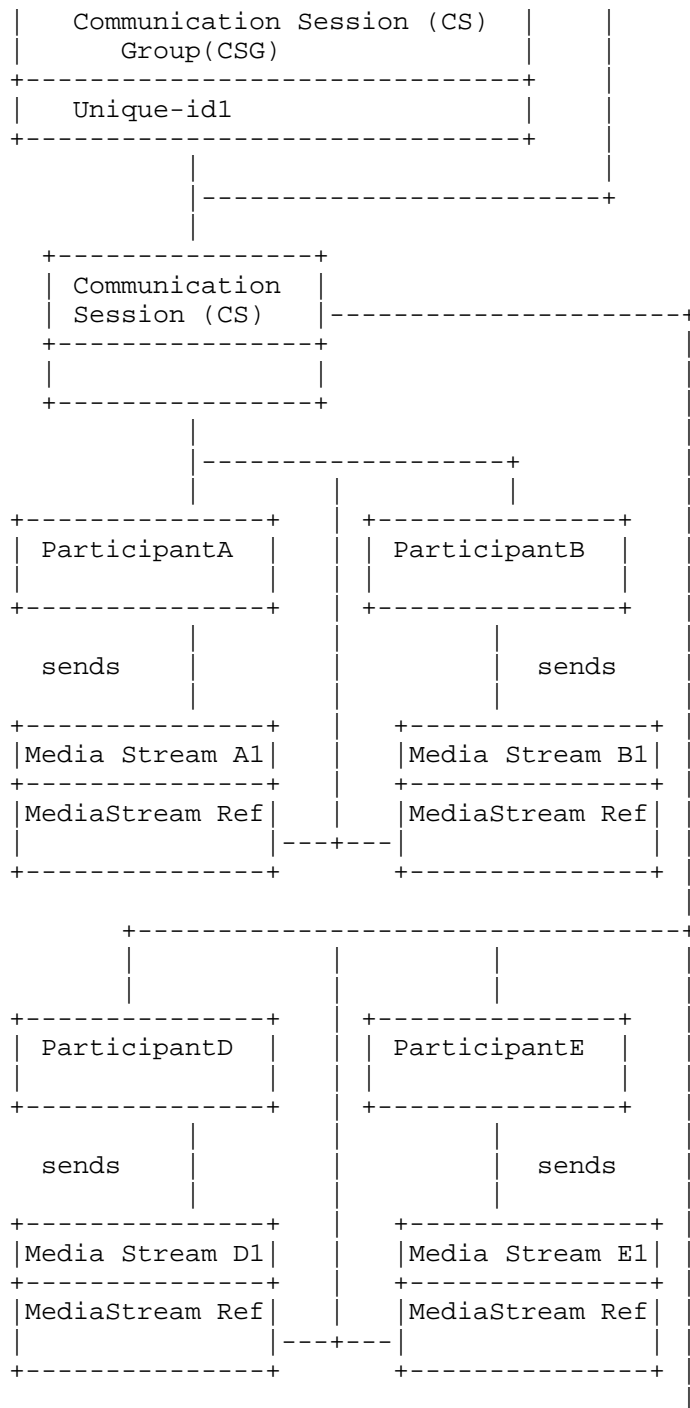 Communication Session (CS)
Group(CSG)
Unique-id1
Communication
Session (CS)
ParticipantA
ParticipantB
sends
sends
Media Stream A1
Media Stream B1
MediaStream Ref
MediaStream Ref
ParticipantD
ParticipantE
sends
sends
Media Stream D1
Media Stream E1
MediaStream Ref
MediaStream Ref